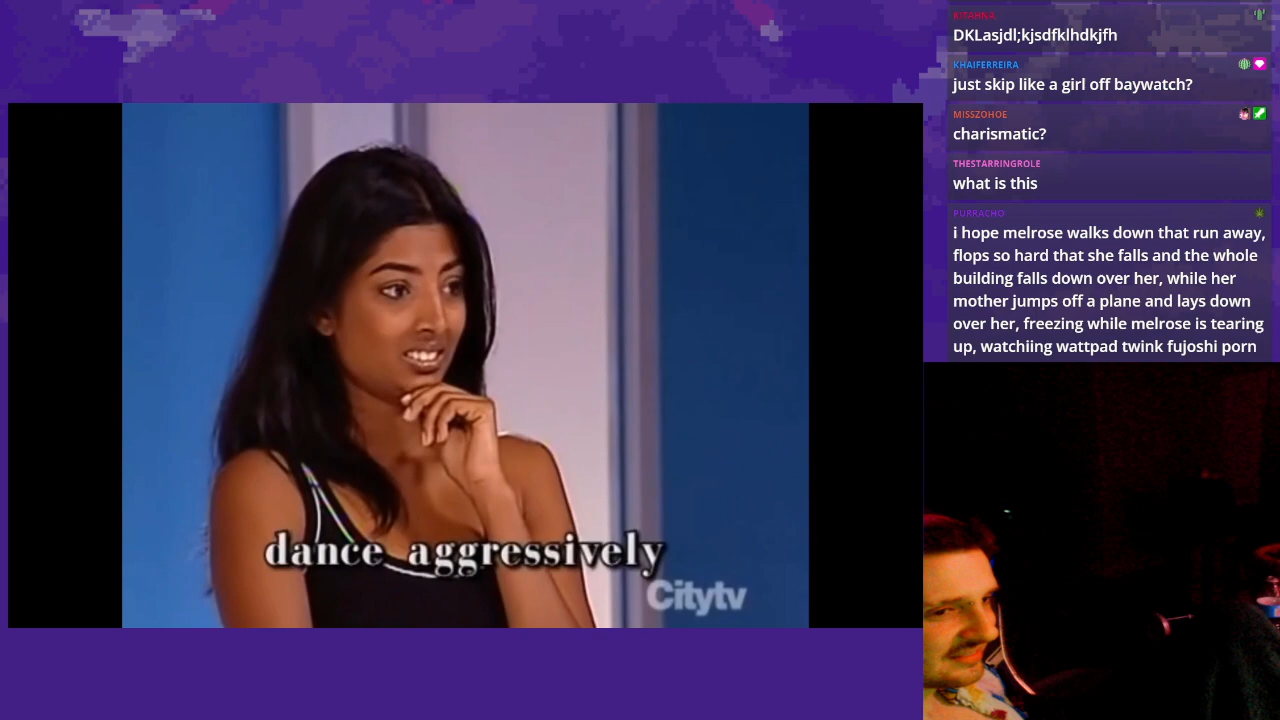 dance aggressively
Citytv
KITAHNA
DKLasjdl;kjsdfklhdkjfh
KHAIFERREIRA
just skip like a girl off baywatch?
MISSZOHOE
charismatic?
THESTARRINGROLE
what is this
PURRACHO
i hope melrose walks down that run away,
flops so hard that she falls and the whole
building falls down over her, while her
mother jumps off a plane and lays down
over her, freezing while melrose is tearing
up, watchiing wattpad twink fujoshi porn